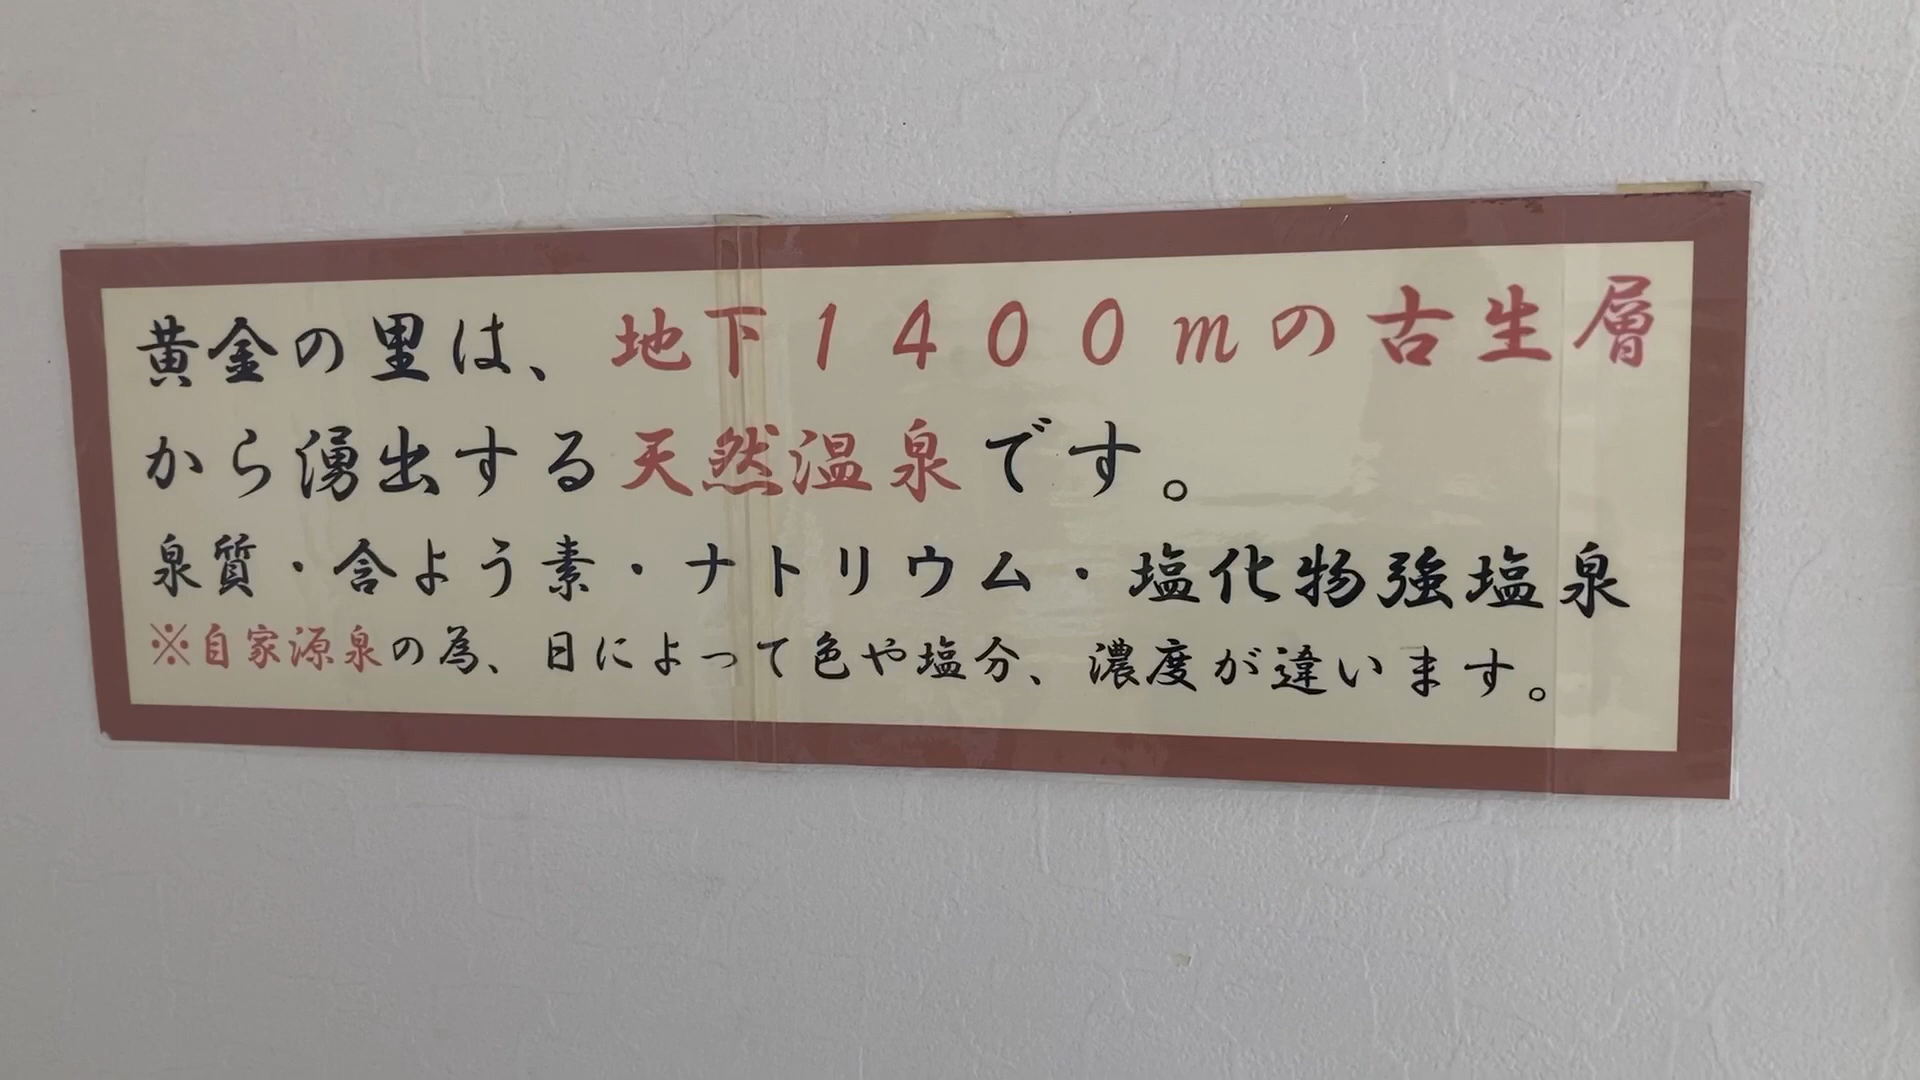 黄金の里は、地下１４００ｍの古生層
から湧出する天然温泉です。
泉質・含よう素・ナトリウム・塩化物強塩泉
※自家源泉の為、日によって色や塩分、濃度が違います。